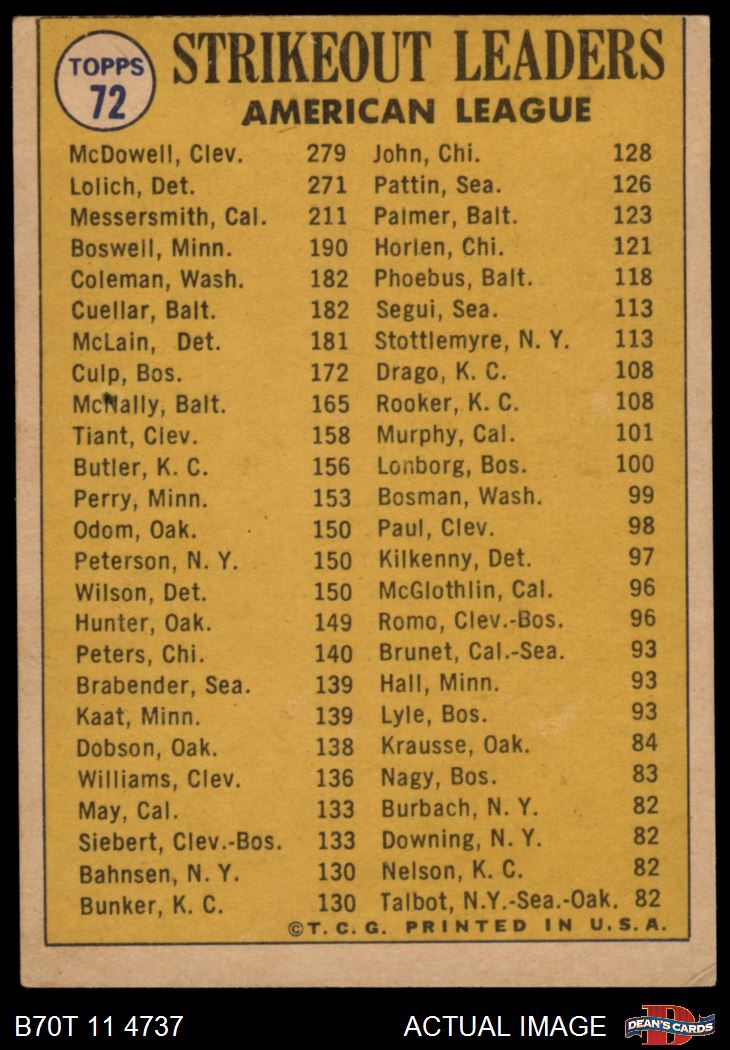 TOPPS
72
STRIKEOUT LEADERS
AMERICAN LEAGUE
McDowell, Clev. 279
Lolich, Det. 271
Messersmith, Cal. 211
Boswell, Minn. 190
Coleman, Wash. 182
Cuellar, Balt. 182
McLain, Det. 181
Culp, Bos. 172
McNally, Balt. 165
Tiant, Clev. 158
Butler, K. C. 156
Perry, Minn. 153
Odom, Oak. 150
Peterson, N. Y. 150
Wilson, Det. 150
Hunter, Oak. 149
Peters, Chi. 140
Brabender, Sea. 139
Kaat, Minn. 139
Dobson, Oak. 138
Williams, Clev. 136
May, Cal. 133
Siebert, Clev.-Bos. 133
Bahnsen, N. Y. 130
Bunker, K. C. 130
John, Chi. 128
Pattin, Sea. 126
Palmer, Balt. 123
Horlen, Chi. 121
Phoebus, Balt. 118
Segui, Sea. 113
Stottlemyre, N. Y. 113
Drago, K. C. 108
Rooker, K. C. 108
Murphy, Cal. 101
Lonborg, Bos. 100
Bosman, Wash. 99
Paul, Clev. 98
Kilkenny, Det. 97
McGlothlin, Cal. 96
Romo, Clev.-Bos. 96
Brunet, Cal.-Sea. 93
Hall, Minn. 93
Lyle, Bos. 93
Krausse, Oak. 84
Nagy, Bos. 83
Burbach, N. Y. 82
Downing, N. Y. 82
Nelson, K. C. 82
Talbot, N.Y.-Sea.-Oak. 82
©T. C. G. PRINTED IN U. S. A.
B70T 11 4737
ACTUAL IMAGE
D
DEAN'S CARDS